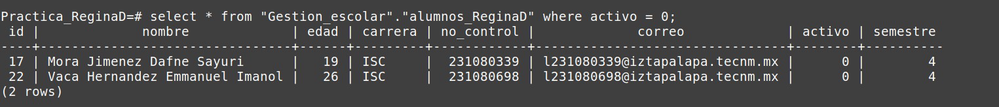 Practica_ReginaD=# select * from "Gestion_escolar"."alumnos_ReginaD" where activo = 0;
 id |             nombre             | edad | carrera | no_control |             correo             | activo | semestre
----+--------------------------------+------+---------+------------+--------------------------------+--------+----------
 17 | Mora Jimenez Dafne Sayuri      |   19 | ISC     |  231080339 | l231080339@iztapalapa.tecnm.mx |      0 |        4
 22 | Vaca Hernandez Emmanuel Imanol |   26 | ISC     |  231080698 | l231080698@iztapalapa.tecnm.mx |      0 |        4
(2 rows)